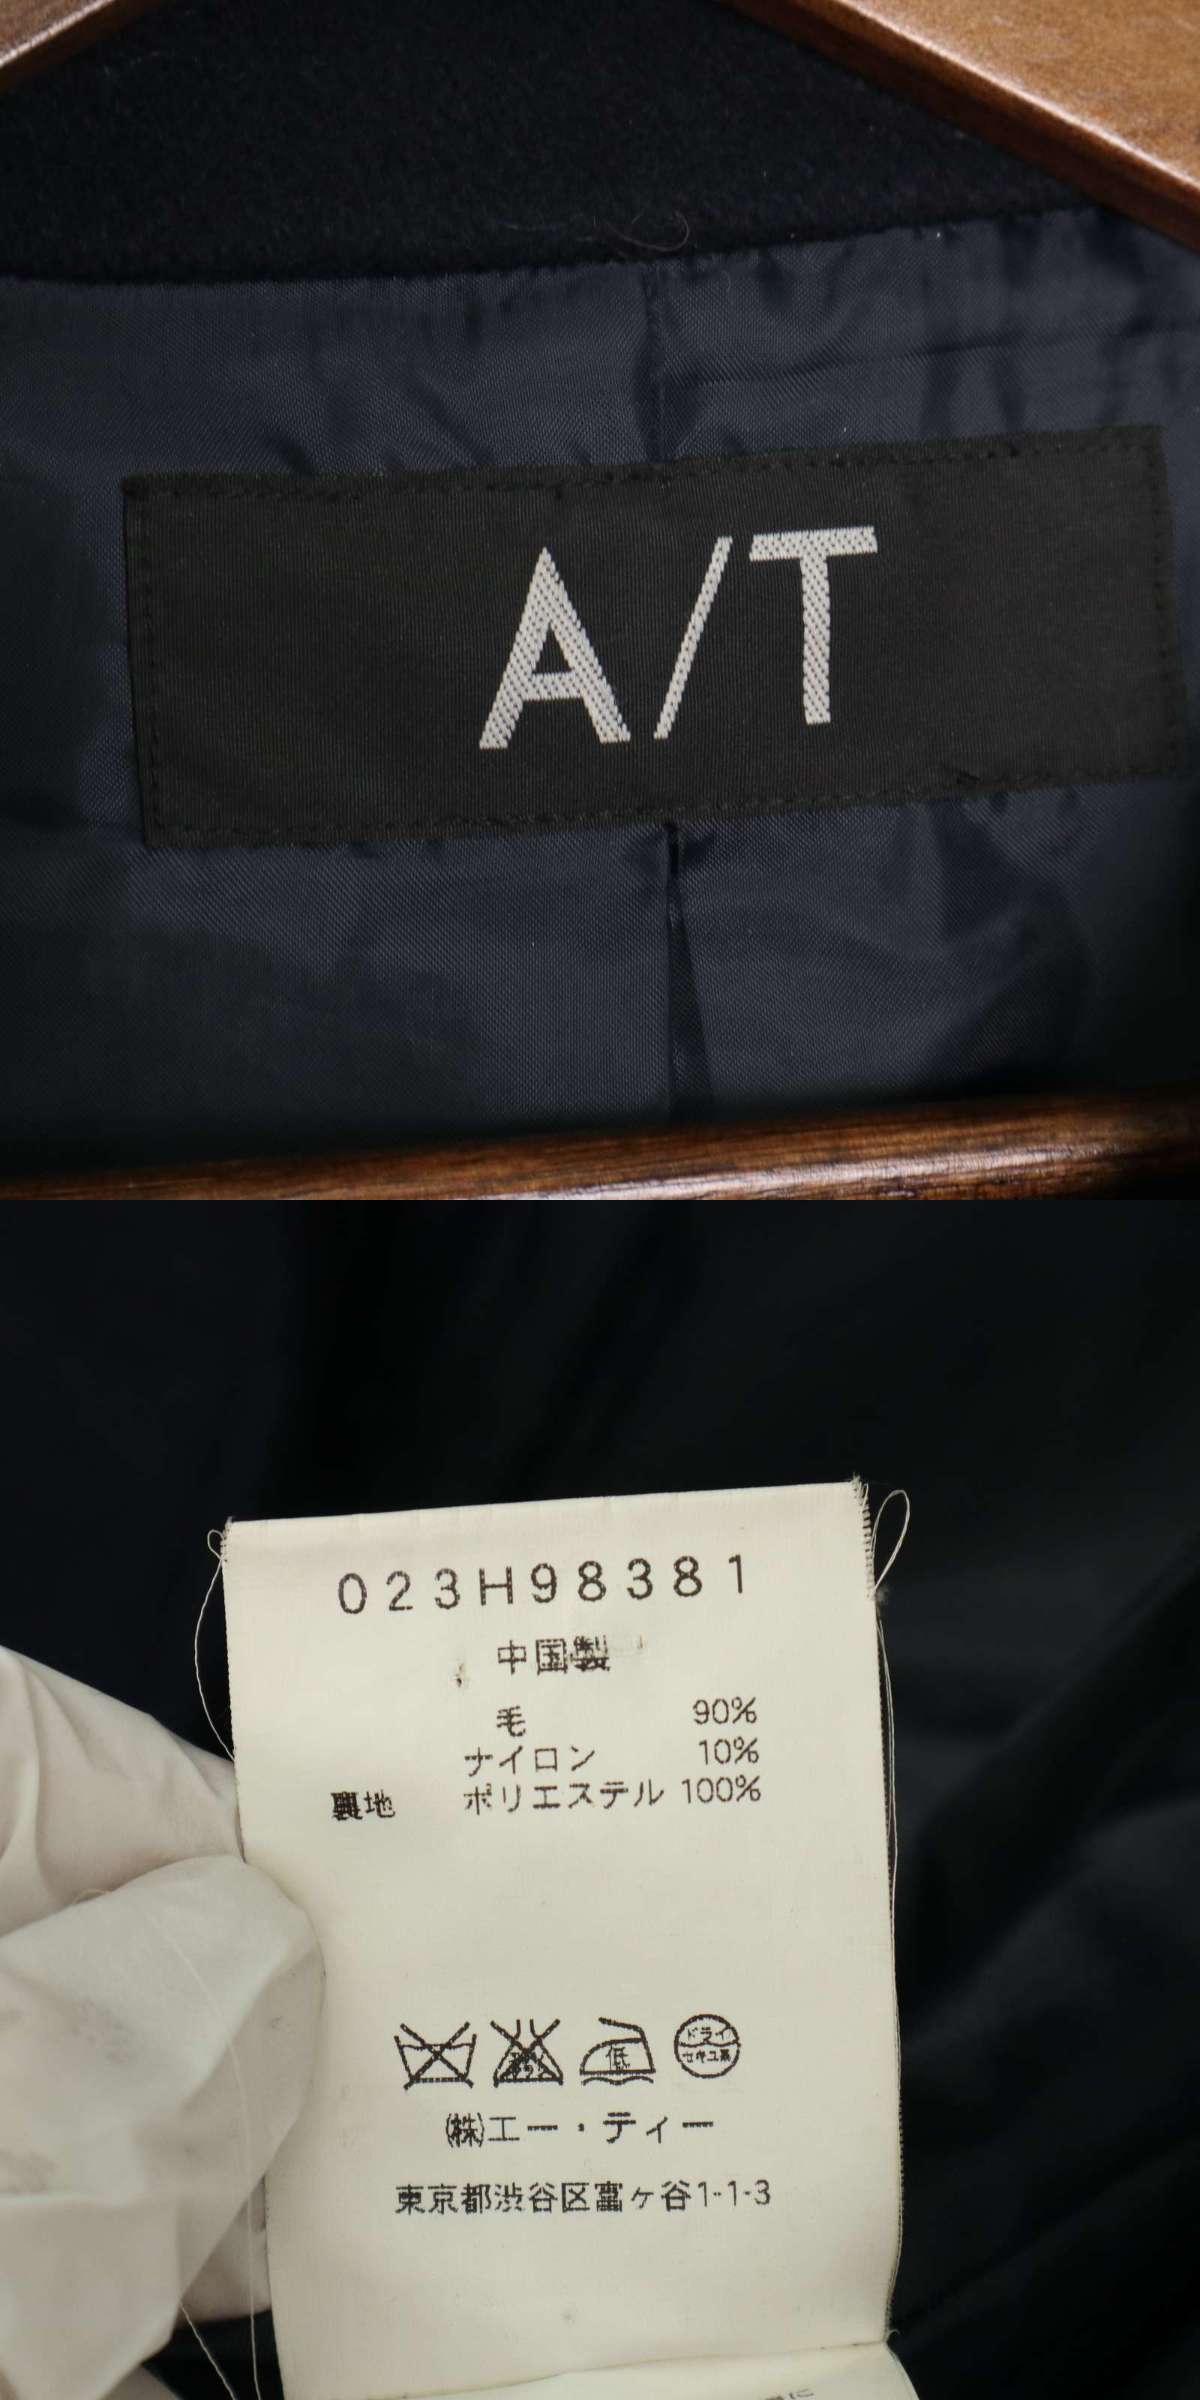 A/T
023H98381
中国製
毛 90%
ナイロン 10%
裏地 ポリエステル 100%
低
ドライ
セキユ系
㈱エー・ティー
東京都渋谷区富ヶ谷1-1-3